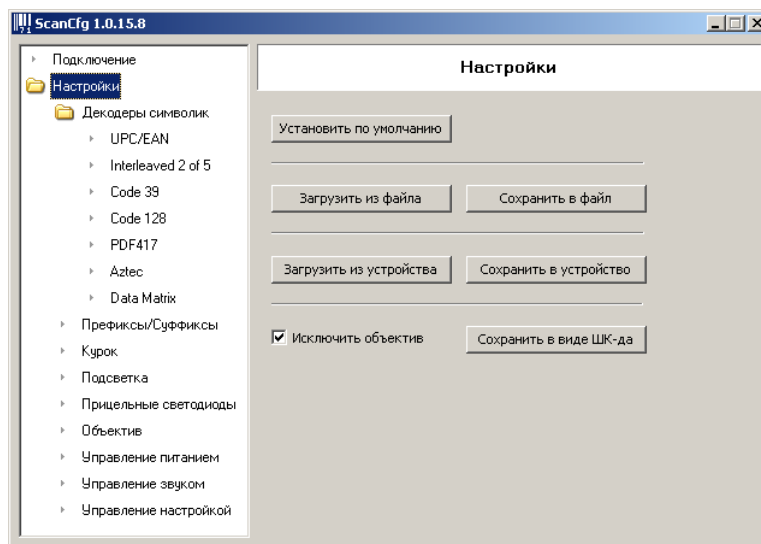 ScanCfg 1.0.15.8
Подключение
Настройки
Декодеры символик
UPC/EAN
Interleaved 2 of 5
Code 39
Code 128
PDF417
Aztec
Data Matrix
Префиксы/Суффиксы
Курок
Подсветка
Прицельные светодиоды
Объектив
Управление питанием
Управление звуком
Управление настройкой
Настройки
Установить по умолчанию
Загрузить из файла Сохранить в файл
Загрузить из устройства Сохранить в устройство
Исключить объектив Сохранить в виде ШК-да